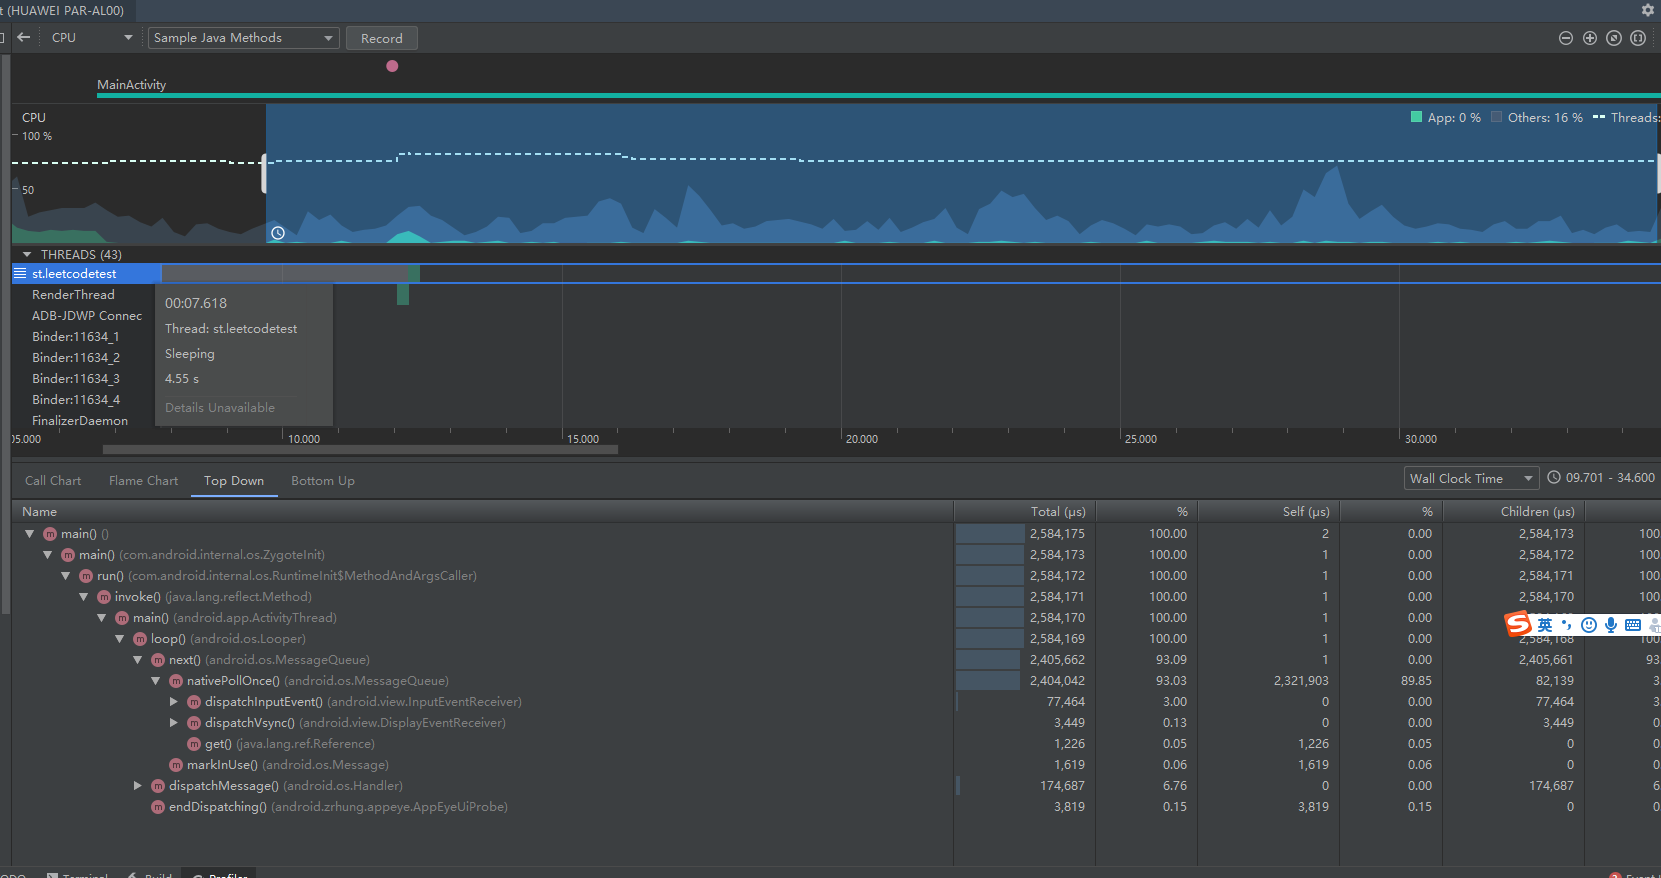 t (HUAWEI PAR-AL00)
CPU Sample Java Methods Record
MainActivity
CPU
100 %
App: 0 % Others: 16 % Threads:
50
THREADS (43)
st.leetcodetest
RenderThread
ADB-JDWP Connec
Binder:11634_1
Binder:11634_2
Binder:11634_3
Binder:11634_4
FinalizerDaemon
00:07.618
Thread: st.leetcodetest
Sleeping
4.55 s
Details Unavailable
05.000 10.000 15.000 20.000 25.000 30.000
Call Chart Flame Chart Top Down Bottom Up Wall Clock Time 09.701 - 34.600
Name Total (µs) % Self (µs) % Children (µs)
main() () 2,584,175 100.00 2 0.00 2,584,173 100
main() (com.android.internal.os.ZygoteInit) 2,584,173 100.00 1 0.00 2,584,172 100
run() (com.android.internal.os.RuntimeInit$MethodAndArgsCaller) 2,584,172 100.00 1 0.00 2,584,171 100
invoke() (java.lang.reflect.Method) 2,584,171 100.00 1 0.00 2,584,170 100
main() (android.app.ActivityThread) 2,584,170 100.00 1 0.00
loop() (android.os.Looper) 2,584,169 100.00 1 0.00 2,584,168 100
next() (android.os.MessageQueue) 2,405,662 93.09 1 0.00 2,405,661 93
nativePollOnce() (android.os.MessageQueue) 2,404,042 93.03 2,321,903 89.85 82,139 3
dispatchInputEvent() (android.view.InputEventReceiver) 77,464 3.00 0 0.00 77,464 3
dispatchVsync() (android.view.DisplayEventReceiver) 3,449 0.13 0 0.00 3,449 0
get() (java.lang.ref.Reference) 1,226 0.05 1,226 0.05 0 0
markInUse() (android.os.Message) 1,619 0.06 1,619 0.06 0 0
dispatchMessage() (android.os.Handler) 174,687 6.76 0 0.00 174,687 6
endDispatching() (android.zrhung.appeye.AppEyeUiProbe) 3,819 0.15 3,819 0.15 0 0
S 英
Terminal Build Profiler